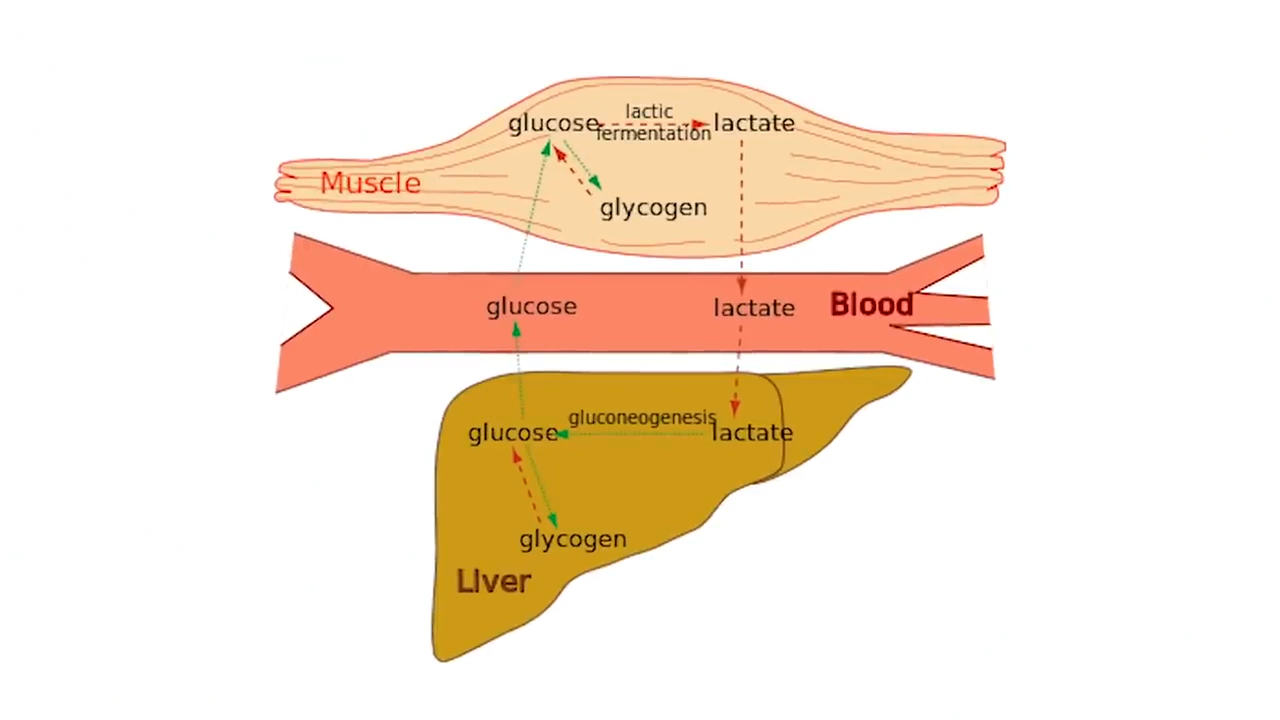 glucose
lactic
fermentation
lactate
Muscle
glycogen
glucose
lactate
Blood
gluconeogenesis
glucose
lactate
glycogen
Liver